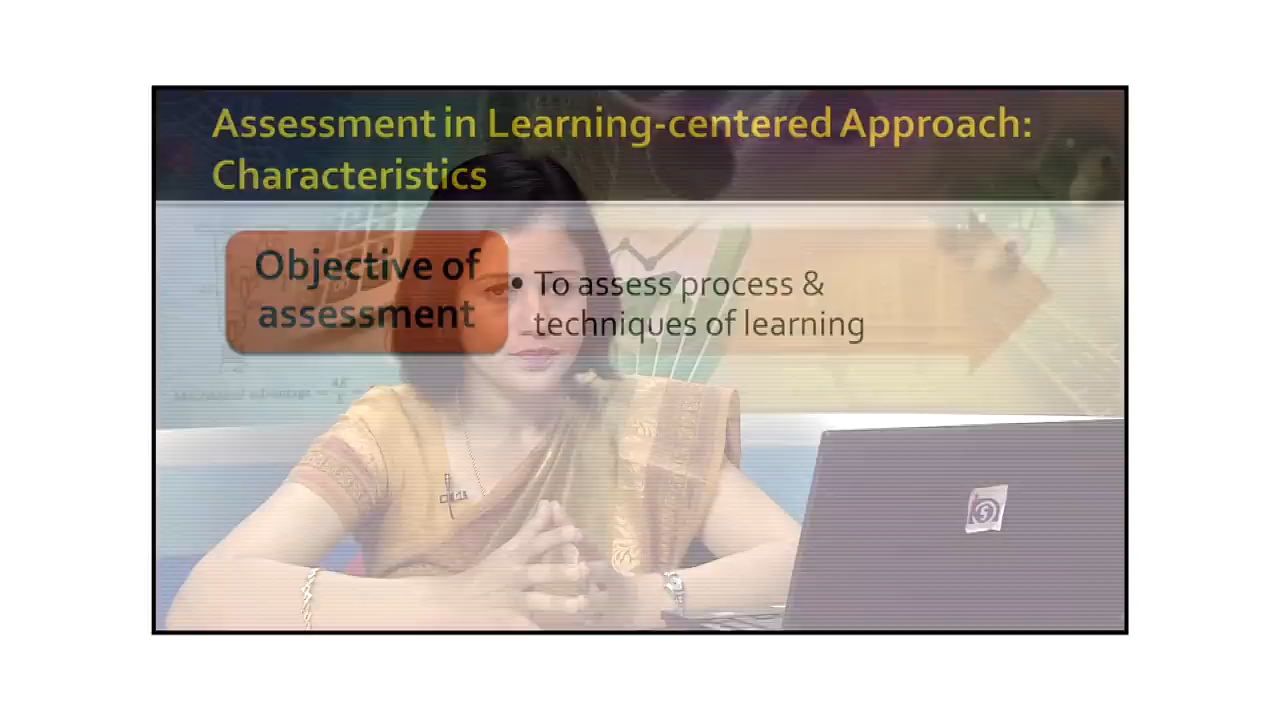 Assessment in Learning-centered Approach:
Characteristics
Objective of
assessment
• To assess process &
techniques of learning